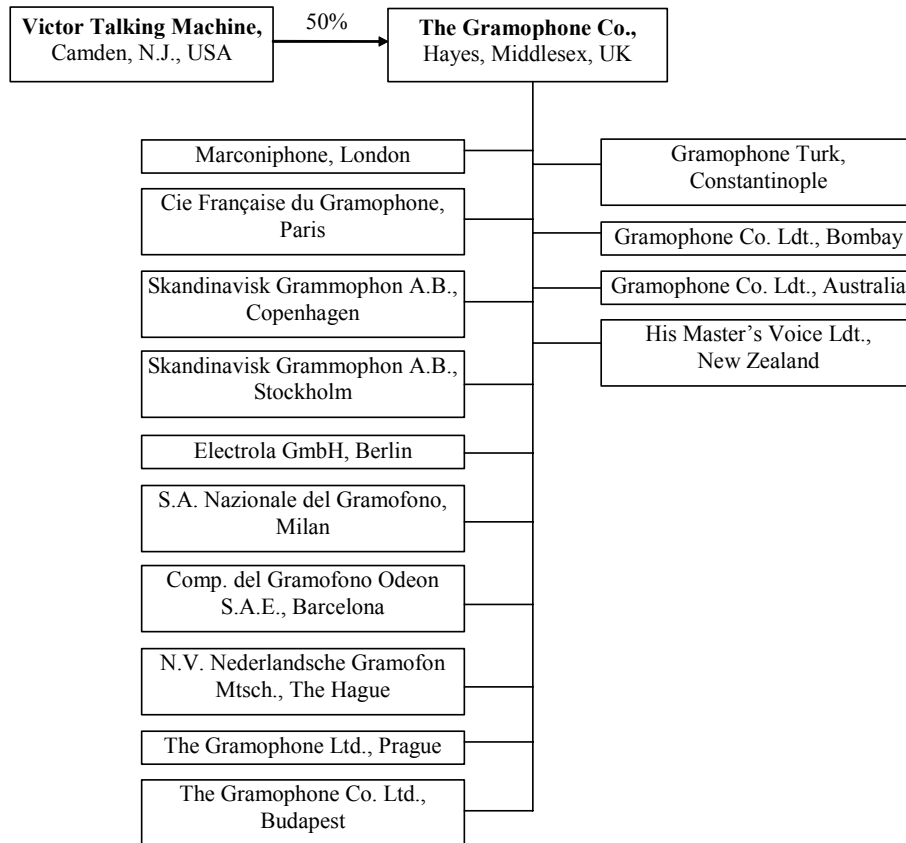 Victor Talking Machine,
Camden, N.J., USA
50%
The Gramophone Co.,
Hayes, Middlesex, UK
Marconiphone, London
Cie Française du Gramophone,
Paris
Skandinavisk Grammophon A.B.,
Copenhagen
Skandinavisk Grammophon A.B.,
Stockholm
Electrola GmbH, Berlin
S.A. Nazionale del Gramofono,
Milan
Comp. del Gramofono Odeon
S.A.E., Barcelona
N.V. Nederlandsche Gramofon
Mtsch., The Hague
The Gramophone Ltd., Prague
The Gramophone Co. Ltd.,
Budapest
Gramophone Turk,
Constantinople
Gramophone Co. Ldt., Bombay
Gramophone Co. Ldt., Australia
His Master’s Voice Ldt.,
New Zealand